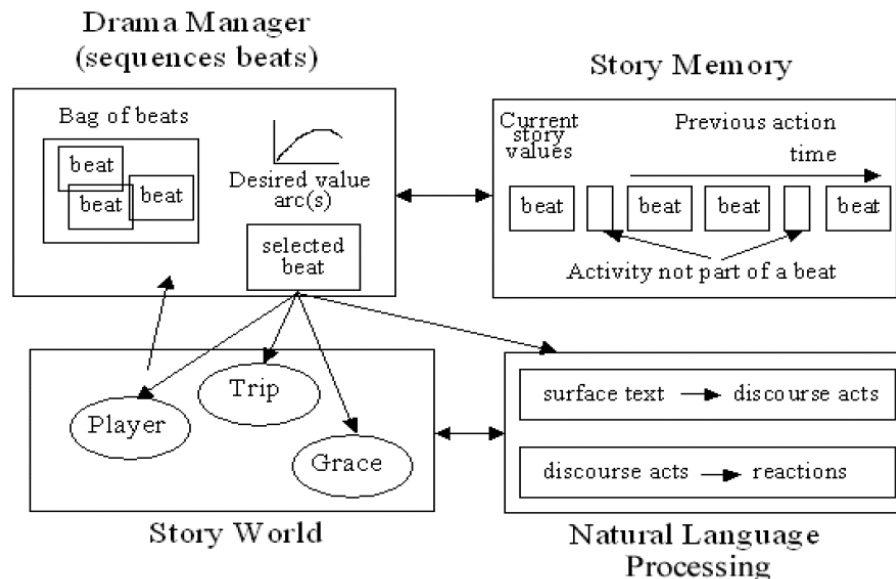 Drama Manager
(sequences beats)
Bag of beats
beat
beat
beat
Desired value
arc(s)
selected
beat
Story Memory
Current
story
values
Previous action
time
beat
beat
beat
beat
Activity not part of a beat
Player
Trip
Grace
Story World
surface text
discourse acts
discourse acts
reactions
Natural Language
Processing